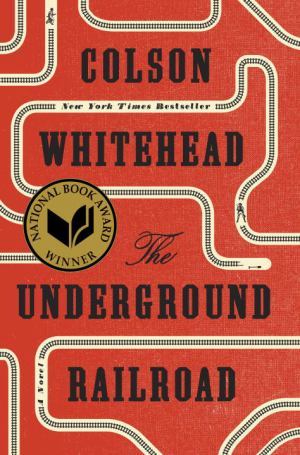 COLSON
New York Times Bestseller
WHITEHEAD
NATIONAL BOOK AWARD
WINNER
The
UNDERGROUND
RAILROAD
A Novel